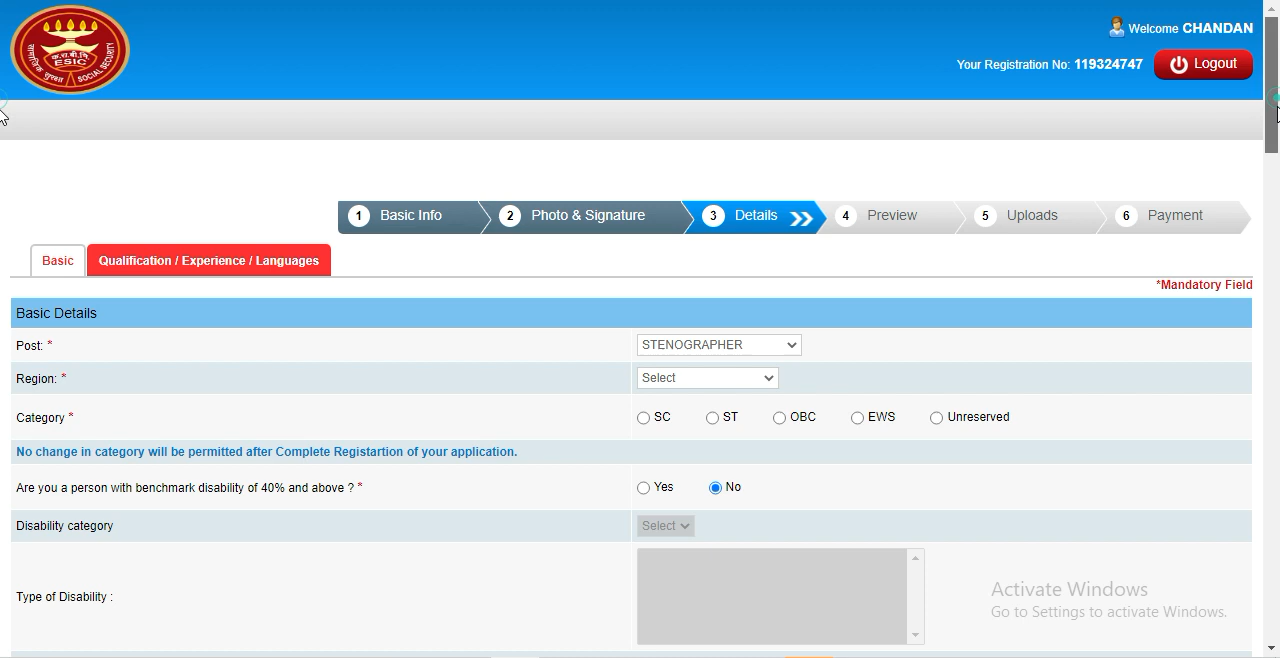 Welcome CHANDAN
Your Registration No: 119324747 Logout
सामाजिक सुरक्षा
क.रा.बी.नि.
ESIC
SOCIAL SECURITY
1 Basic Info 2 Photo & Signature 3 Details 4 Preview 5 Uploads 6 Payment
Basic Qualification / Experience / Languages
*Mandatory Field
Basic Details
Post: * STENOGRAPHER
Region: * Select
Category * SC ST OBC EWS Unreserved
No change in category will be permitted after Complete Registartion of your application.
Are you a person with benchmark disability of 40% and above ? * Yes No
Disability category Select
Type of Disability :
Activate Windows
Go to Settings to activate Windows.